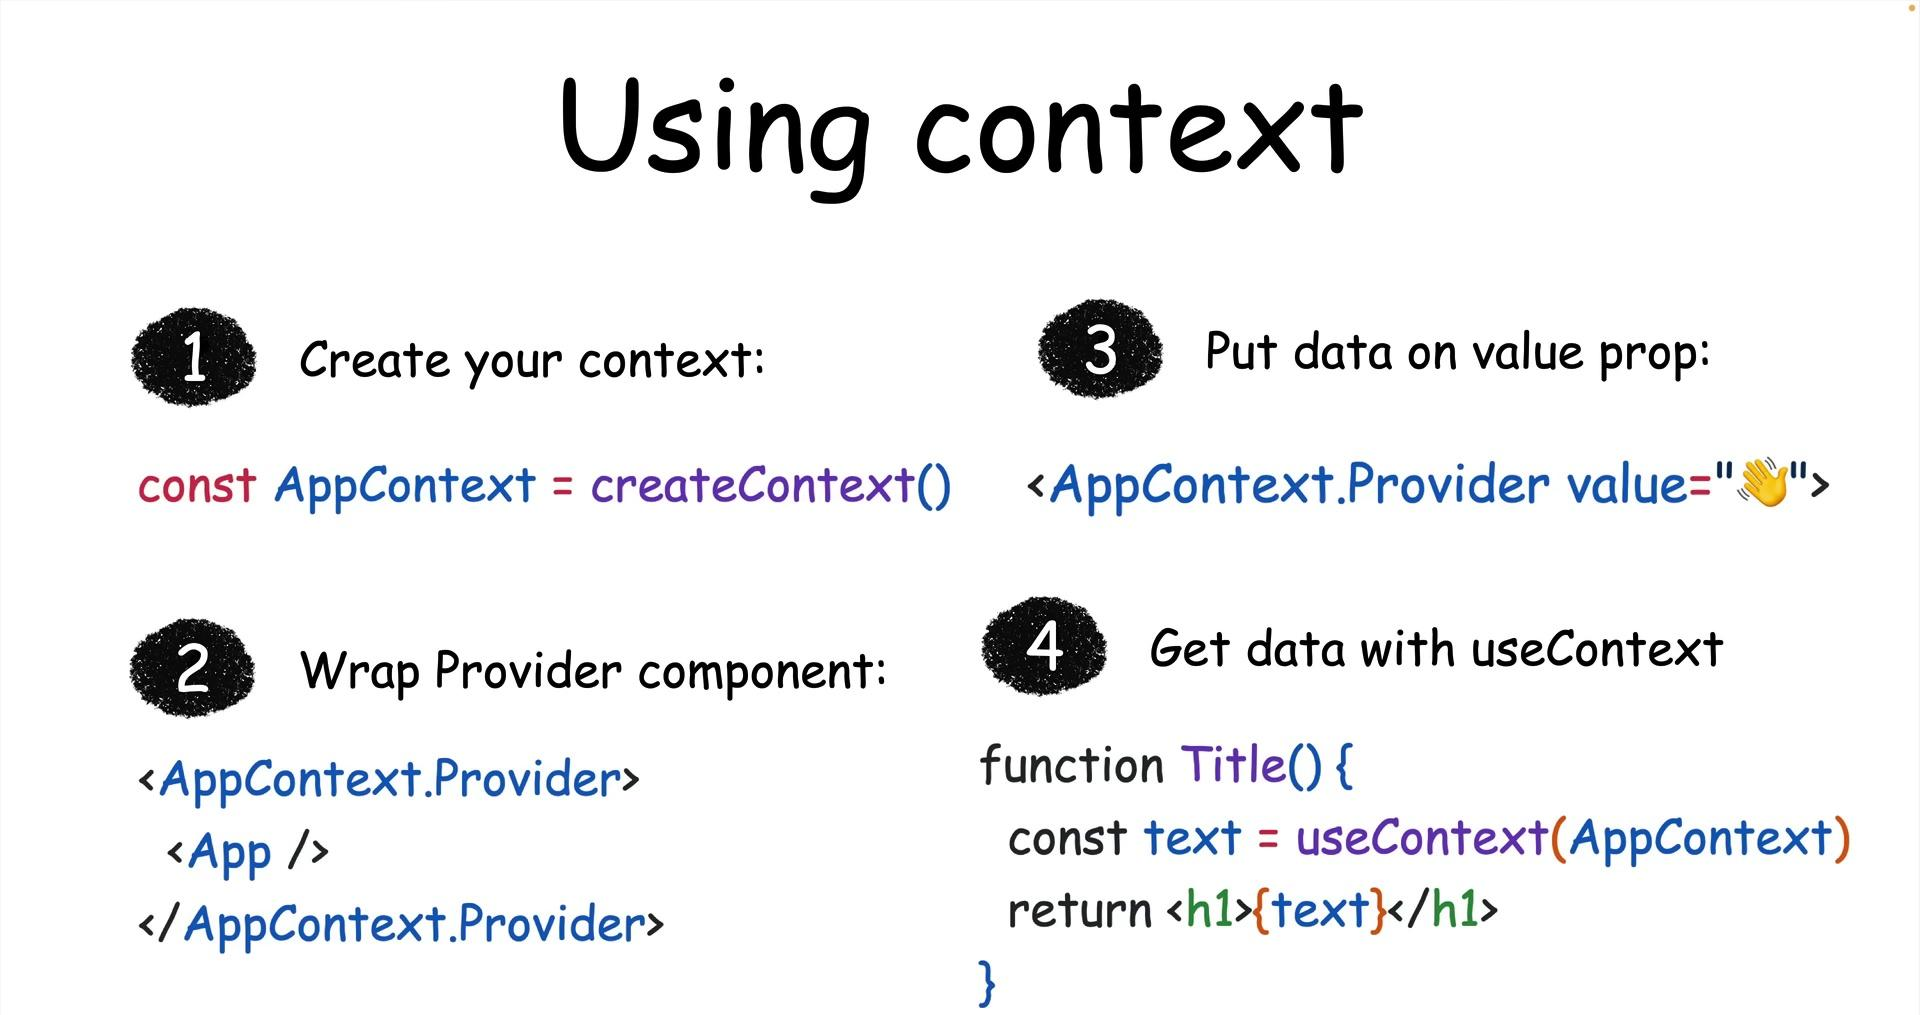 Using context
1 Create your context:
const AppContext = createContext()
2 Wrap Provider component:
<AppContext.Provider>
<App />
</AppContext.Provider>
3 Put data on value prop:
<AppContext.Provider value="👋">
4 Get data with useContext
function Title() {
const text = useContext(AppContext)
return <h1>{text}</h1>
}